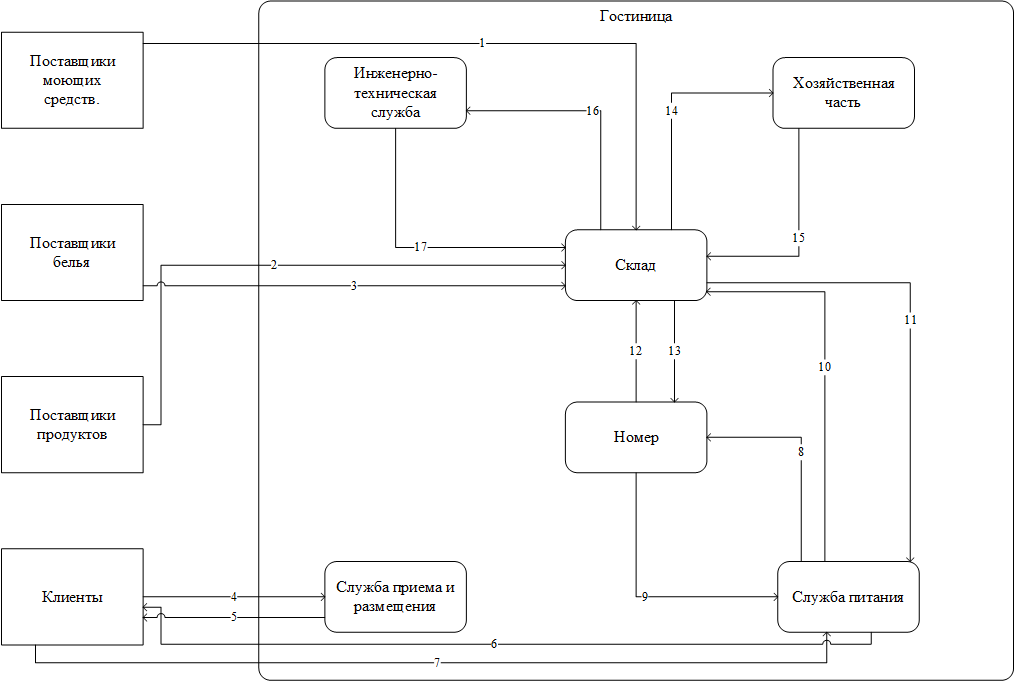 Гостиница
1
Поставщики
моющих
средств.
Инженерно-
техническая
служба
Хозяйственная
часть
16
14
Поставщики
белья
17
15
2
Склад
3
11
12
13
10
Поставщики
продуктов
Номер
8
Клиенты
4
Служба приема и
размещения
5
9
Служба питания
6
7